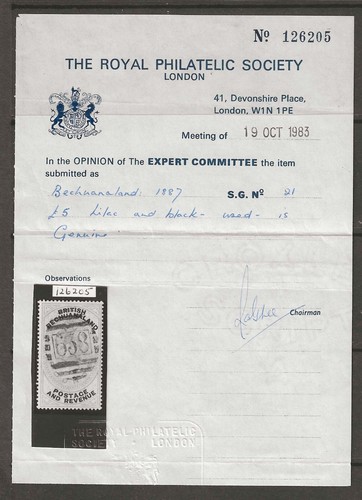 Nº 126205
THE ROYAL PHILATELIC SOCIETY
LONDON
41, Devonshire Place,
London, W1N 1PE
Meeting of 19 OCT 1983
In the OPINION of The EXPERT COMMITTEE the item
submitted as
Bechuanaland: 1887 S.G. Nº 21
£5 lilac and black - used - is
Genuine
Observations
126205
Chairman
BRITISH
BECHUANALAND
638
POSTAGE
AND REVENUE
THE ROYAL PHILATELIC
SOCIETY LONDON